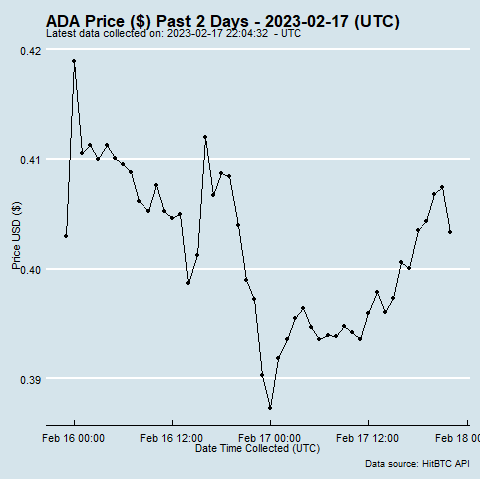 ADA Price ($) Past 2 Days - 2023-02-17 (UTC)
Latest data collected on: 2023-02-17 22:04:32  - UTC
0.42
0.41
0.40
0.39
Price USD ($)
Feb 16 00:00
Feb 16 12:00
Feb 17 00:00
Feb 17 12:00
Feb 18 00
Date Time Collected (UTC)
Data source: HitBTC API